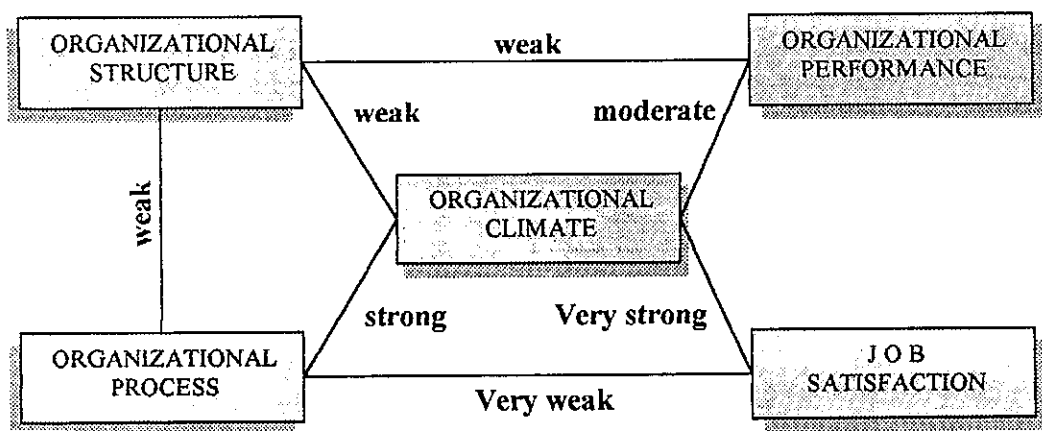 ORGANIZATIONAL
STRUCTURE
weak
ORGANIZATIONAL
PERFORMANCE
weak
moderate
weak
ORGANIZATIONAL
CLIMATE
strong
Very strong
ORGANIZATIONAL
PROCESS
Very weak
J O B
SATISFACTION